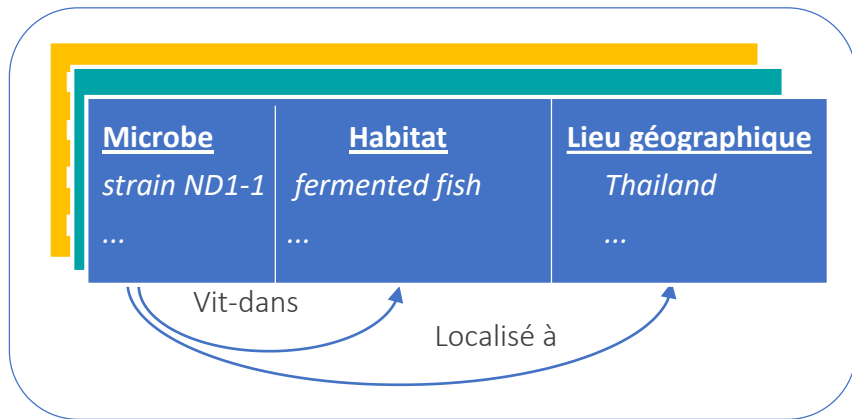 Microbe Habitat Lieu géographique
strain ND1-1 fermented fish Thailand
... ... ...
Vit-dans
Localisé à